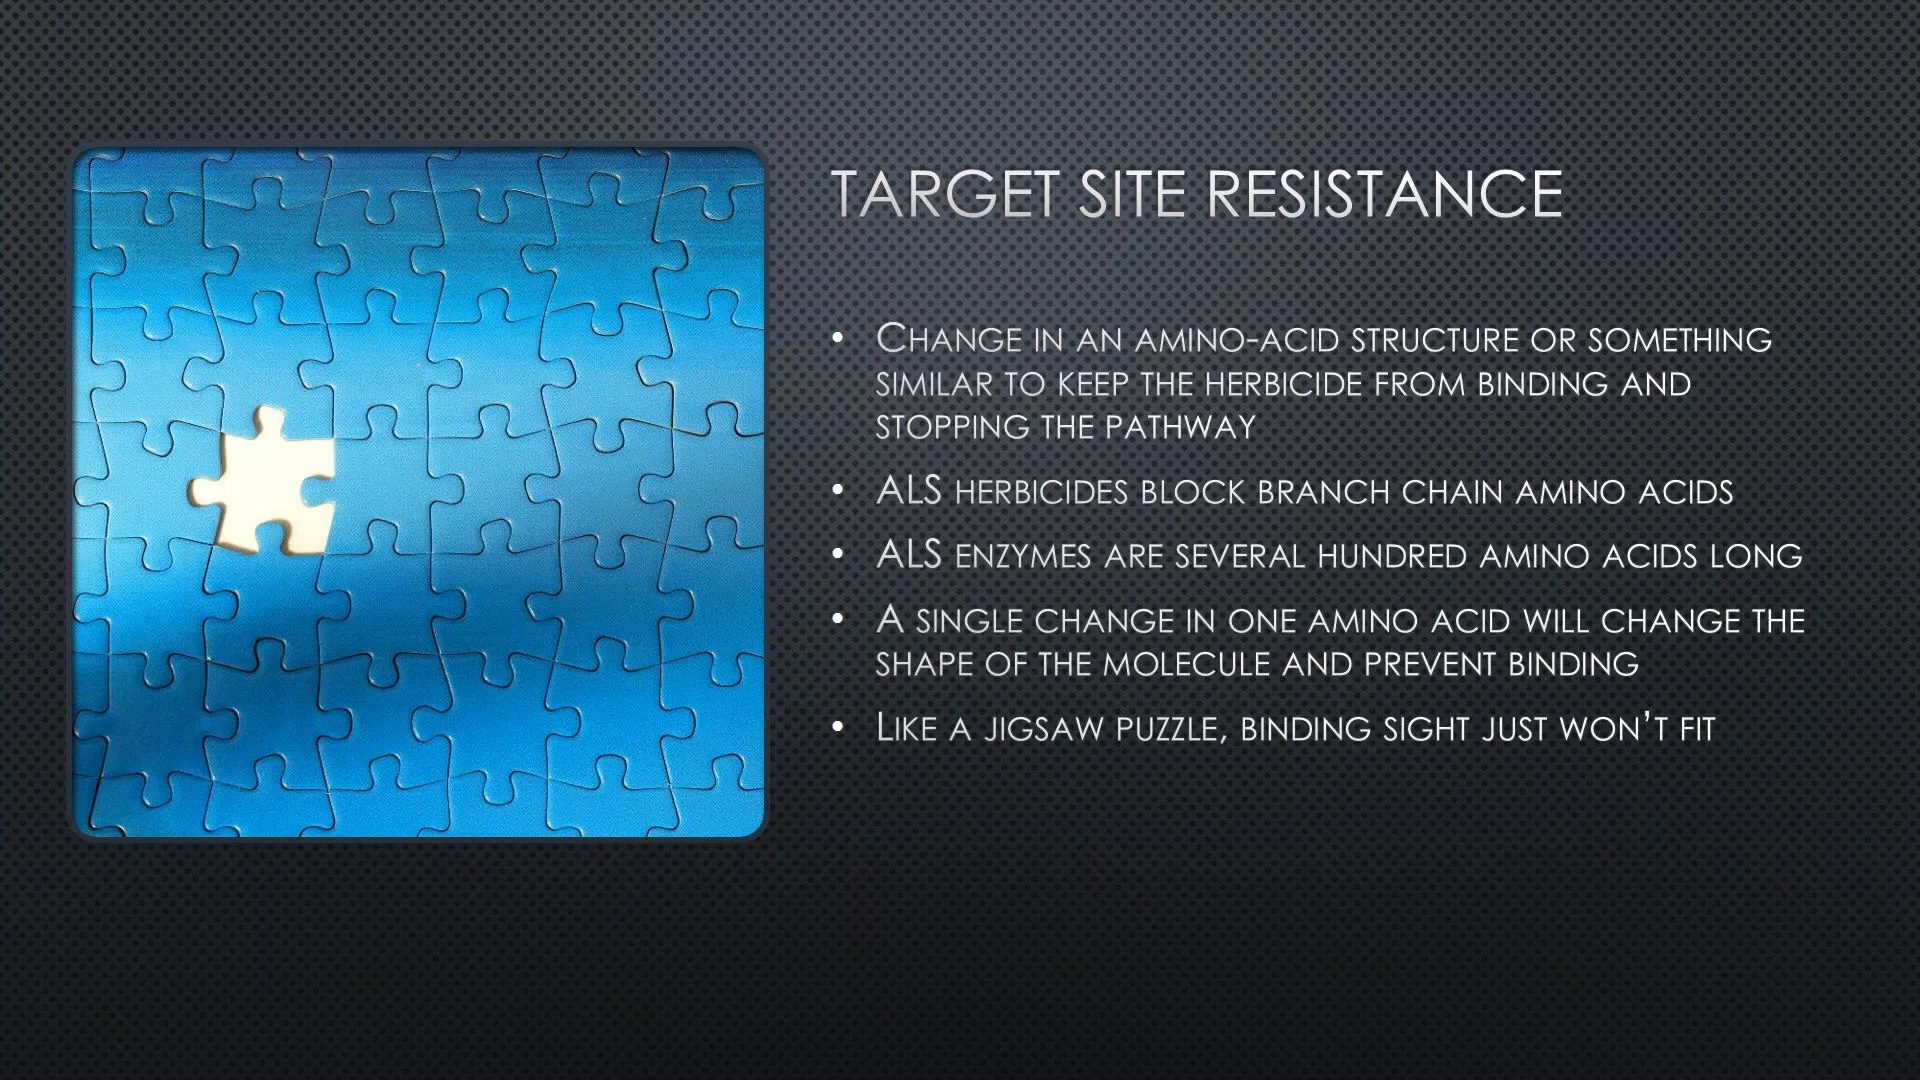 TARGET SITE RESISTANCE
• CHANGE IN AN AMINO-ACID STRUCTURE OR SOMETHING
SIMILAR TO KEEP THE HERBICIDE FROM BINDING AND
STOPPING THE PATHWAY
• ALS HERBICIDES BLOCK BRANCH CHAIN AMINO ACIDS
• ALS ENZYMES ARE SEVERAL HUNDRED AMINO ACIDS LONG
• A SINGLE CHANGE IN ONE AMINO ACID WILL CHANGE THE
SHAPE OF THE MOLECULE AND PREVENT BINDING
• LIKE A JIGSAW PUZZLE, BINDING SIGHT JUST WON’T FIT